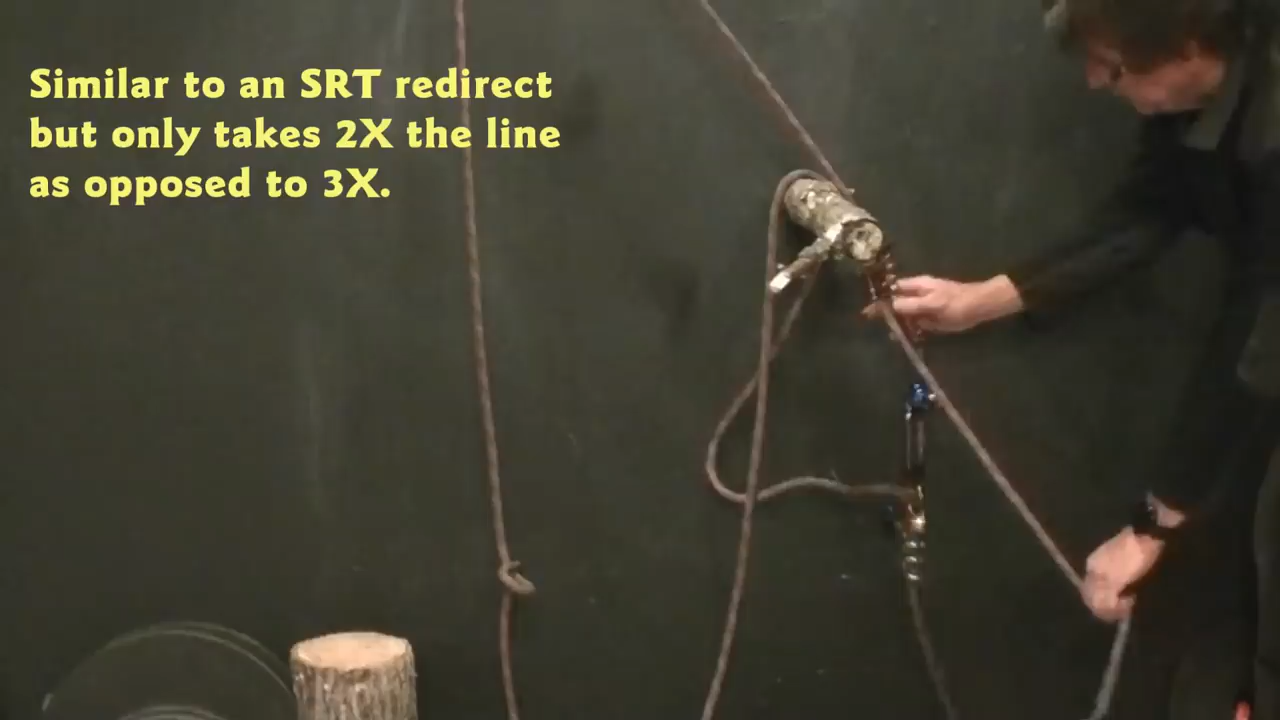 Similar to an SRT redirect
but only takes 2X the line
as opposed to 3X.